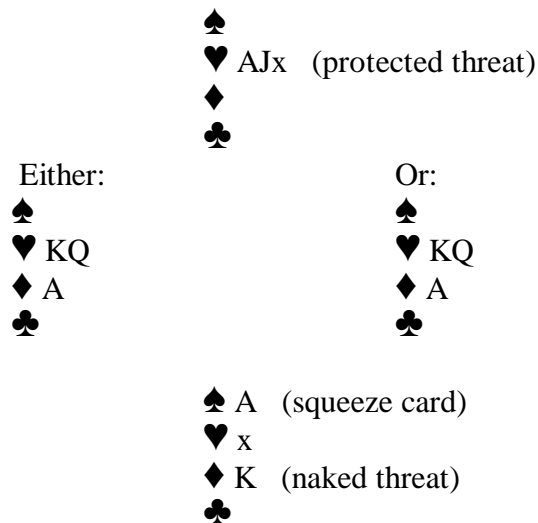 ♠
♥ AJx (protected threat)
♦
♣
Either: Or:
♠ ♠
♥ KQ ♥ KQ
♦ A ♦ A
♣ ♣
♠ A (squeeze card)
♥ x
♦ K (naked threat)
♣